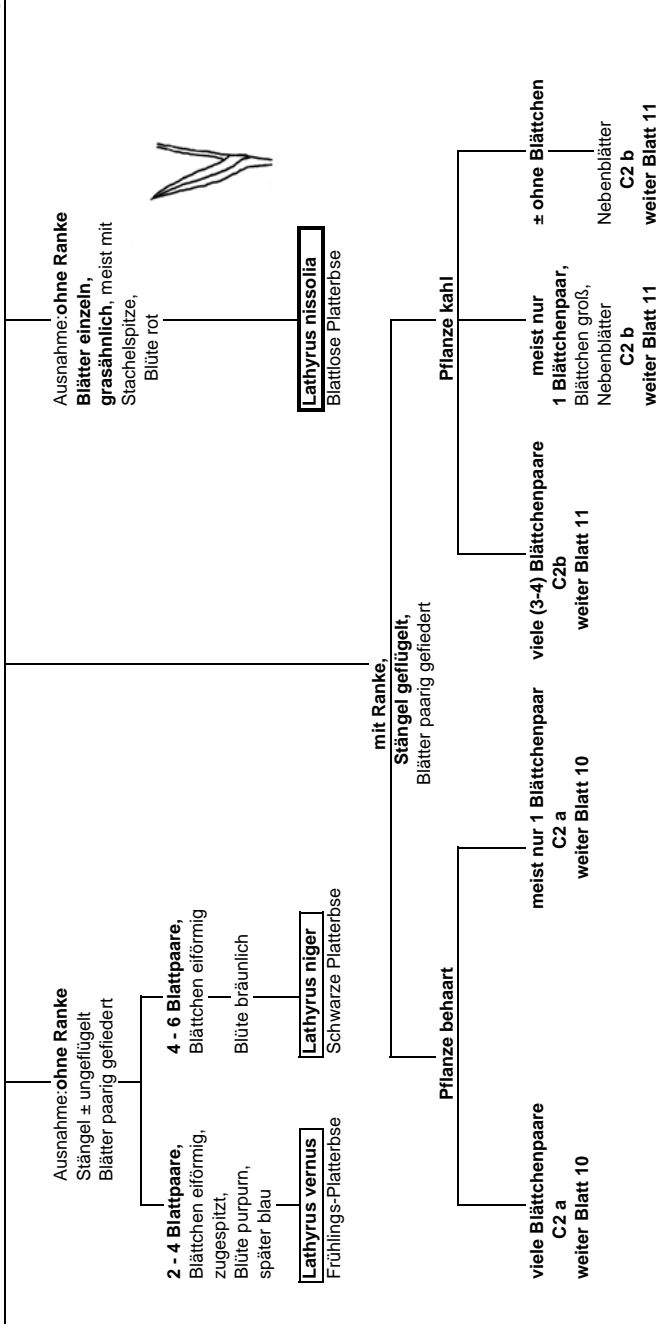 Ausnahme:ohne Ranke
Stängel ± ungeflügelt
Blätter paarig gefiedert
2 - 4 Blattpaare,
Blättchen eiförmig,
zugespitzt,
Blüte purpurn,
später blau
Lathyrus vernus
Frühlings-Platterbse
4 - 6 Blattpaare,
Blättchen eiförmig
Blüte bräunlich
Lathyrus niger
Schwarze Platterbse
Ausnahme:ohne Ranke
Blätter einzeln,
grasähnlich, meist mit
Stachelspitze,
Blüte rot
Lathyrus nissolia
Blattlose Platterbse
mit Ranke,
Stängel geflügelt,
Blätter paarig gefiedert
Pflanze behaart
viele Blättchenpaare
C2 a
weiter Blatt 10
meist nur 1 Blättchenpaar
C2 a
weiter Blatt 10
Pflanze kahl
viele (3-4) Blättchenpaare
C2b
weiter Blatt 11
meist nur
1 Blättchenpaar,
Blättchen groß,
Nebenblätter
C2 b
weiter Blatt 11
± ohne Blättchen
Nebenblätter
C2 b
weiter Blatt 11